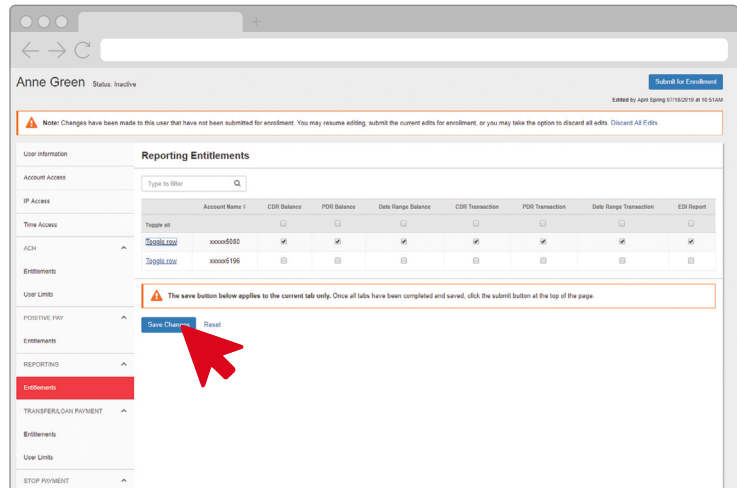 Anne Green Status: Inactive
Submit for Enrollment
Edited by April Spring 07/18/2019 at 10:51AM
Note: Changes have been made to this user that have not been submitted for enrollment. You may resume editing, submit the current edits for enrollment, or you may take the option to discard all edits. Discard All Edits
User Information
Account Access
IP Access
Time Access
ACH
Entitlements
User Limits
POSITIVE PAY
Entitlements
REPORTING
Entitlements
TRANSFER/LOAN PAYMENT
Entitlements
User Limits
STOP PAYMENT
Reporting Entitlements
Type to filter
Account Name CDR Balance PDR Balance Date Range Balance CDR Transaction PDR Transaction Date Range Transaction EDI Report
Toggle all
Toggle row xxxxx5080
Toggle row xxxxx5196
The save button below applies to the current tab only. Once all tabs have been completed and saved, click the submit button at the top of the page.
Save Changes Reset